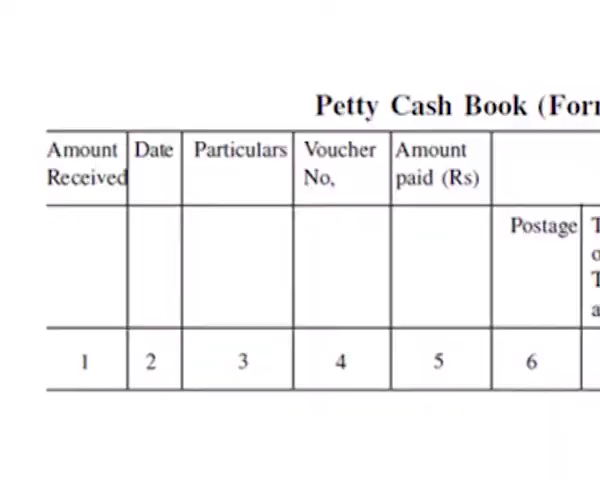 Petty Cash Book (For
Amount Date Particulars Voucher Amount
Received No, paid (Rs)
Postage
1 2 3 4 5 6